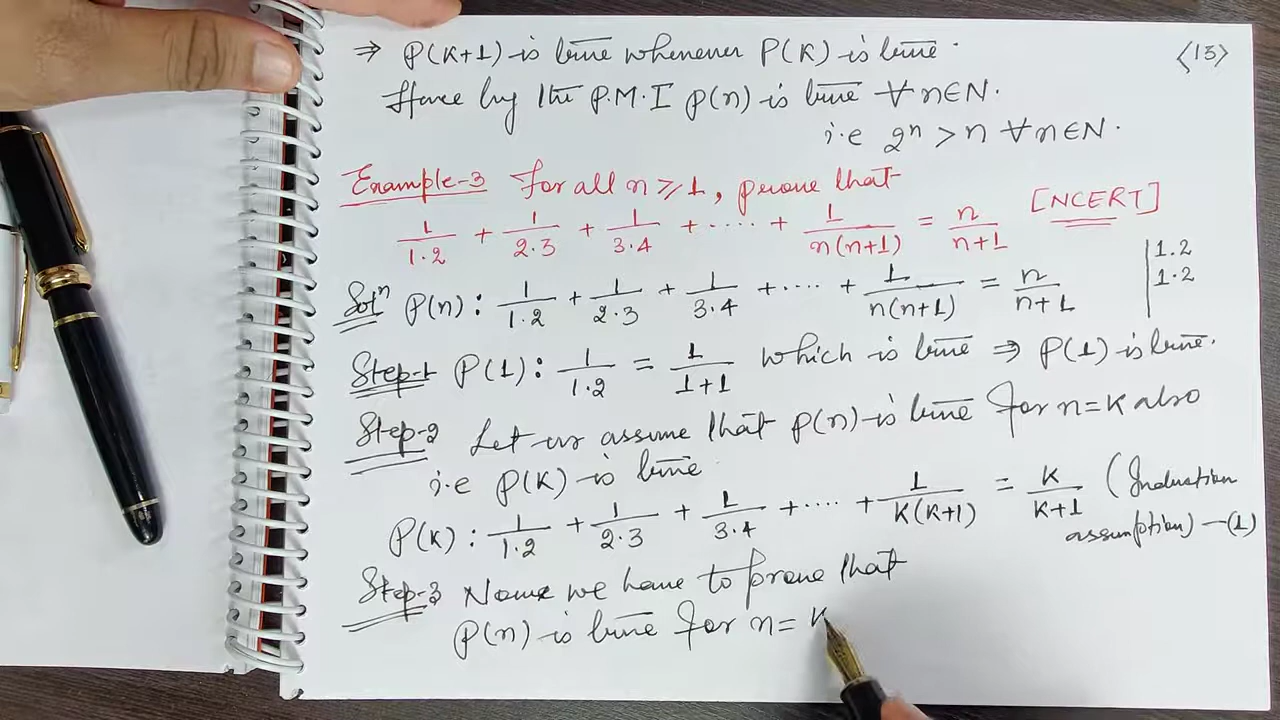 ⇒ P(K+1) is true whenever P(K) is true.
⟨15⟩
Hence by the P.M.I P(n) is true ∀ n∈N.
i.e 2ⁿ > n ∀ n∈N.
Example-3 For all n ≥ 1, prove that
1/1.2 + 1/2.3 + 1/3.4 + ..... + 1/n(n+1) = n/n+1 [NCERT]
Solⁿ P(n) : 1/1.2 + 1/2.3 + 1/3.4 + ..... + 1/n(n+1) = n/n+1
1.2
1.2
Step-1 P(1) : 1/1.2 = 1/1+1 which is true ⇒ P(1) is true.
Step-2 Let us assume that P(n) is true for n=K also
i.e P(K) is true.
P(K) : 1/1.2 + 1/2.3 + 1/3.4 + ..... + 1/K(K+1) = K/K+1 (Induction
assumption) —(1)
Step-3 Now we have to prove that
P(n) is true for n= K